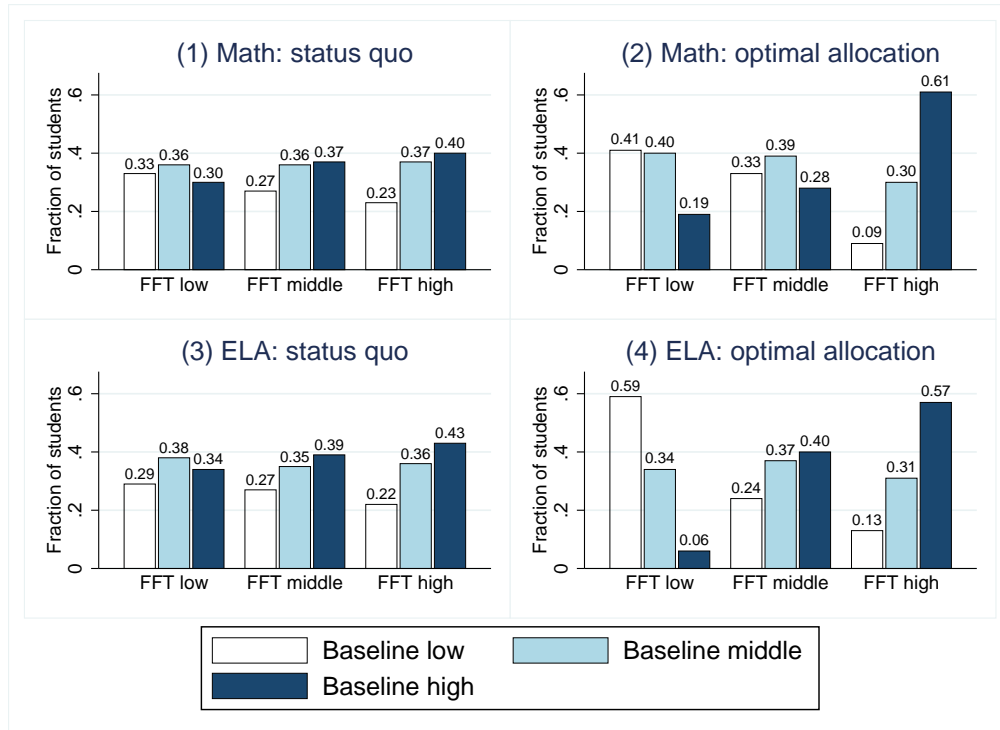 (1) Math: status quo
Fraction of students
0 .2 .4 .6
0.33 0.36 0.30 0.27 0.36 0.37 0.23 0.37 0.40
FFT low FFT middle FFT high
(2) Math: optimal allocation
Fraction of students
0 .2 .4 .6
0.41 0.40 0.19 0.33 0.39 0.28 0.09 0.30 0.61
FFT low FFT middle FFT high
(3) ELA: status quo
Fraction of students
0 .2 .4 .6
0.29 0.38 0.34 0.27 0.35 0.39 0.22 0.36 0.43
FFT low FFT middle FFT high
(4) ELA: optimal allocation
Fraction of students
0 .2 .4 .6
0.59 0.34 0.06 0.24 0.37 0.40 0.13 0.31 0.57
FFT low FFT middle FFT high
Baseline low Baseline middle
Baseline high